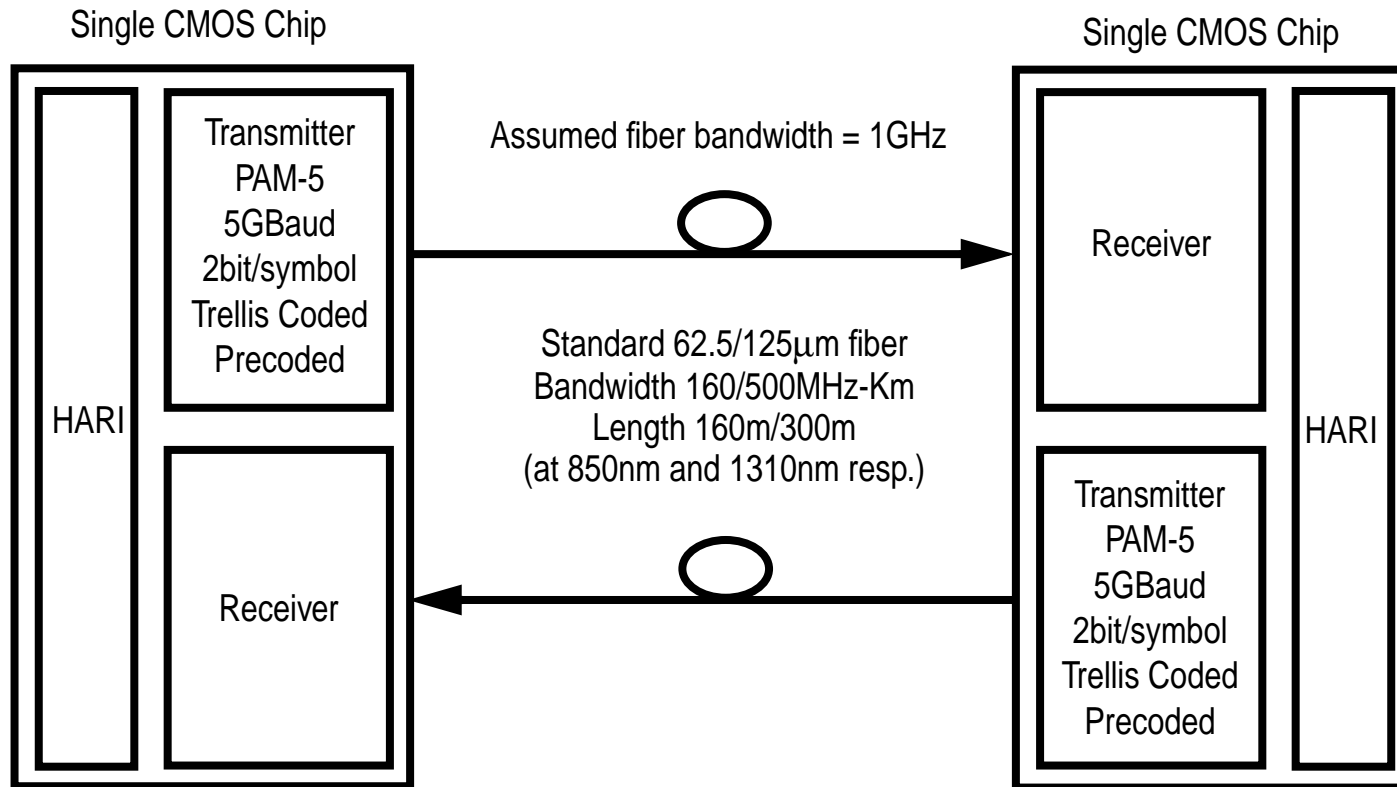 Single CMOS Chip
Single CMOS Chip
HARI
Transmitter
PAM-5
5GBaud
2bit/symbol
Trellis Coded
Precoded
Receiver
Assumed fiber bandwidth = 1GHz
Standard 62.5/125μm fiber
Bandwidth 160/500MHz-Km
Length 160m/300m
(at 850nm and 1310nm resp.)
Receiver
Transmitter
PAM-5
5GBaud
2bit/symbol
Trellis Coded
Precoded
HARI